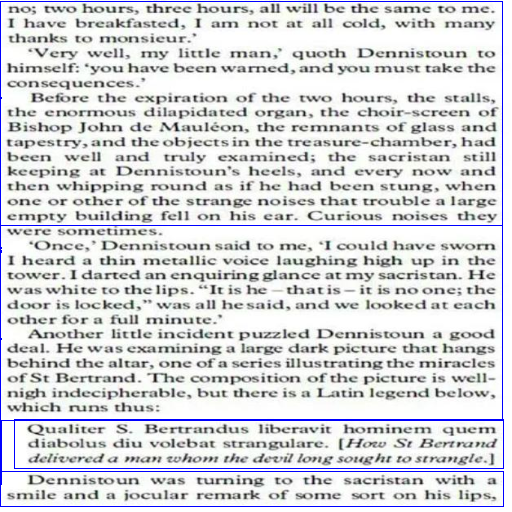 no; two hours, three hours, all will be the same to me.
I have breakfasted, I am not at all cold, with many
thanks to monsieur.’
‘Very well, my little man,’ quoth Dennistoun to
himself: ‘you have been warned, and you must take the
consequences.’
Before the expiration of the two hours, the stalls,
the enormous dilapidated organ, the choir-screen of
Bishop John de Mauléon, the remnants of glass and
tapestry, and the objects in the treasure-chamber, had
been well and truly examined; the sacristan still
keeping at Dennistoun’s heels, and every now and
then whipping round as if he had been stung, when
one or other of the strange noises that trouble a large
empty building fell on his ear. Curious noises they
were sometimes.
‘Once,’ Dennistoun said to me, ‘I could have sworn
I heard a thin metallic voice laughing high up in the
tower. I darted an enquiring glance at my sacristan. He
was white to the lips. “It is he – that is – it is no one; the
door is locked,” was all he said, and we looked at each
other for a full minute.’
Another little incident puzzled Dennistoun a good
deal. He was examining a large dark picture that hangs
behind the altar, one of a series illustrating the miracles
of St Bertrand. The composition of the picture is well-
nigh indecipherable, but there is a Latin legend below,
which runs thus:
Qualiter S. Bertrandus liberavit hominem quem
diabolus diu volebat strangulare. [How St Bertrand
delivered a man whom the devil long sought to strangle.]
Dennistoun was turning to the sacristan with a
smile and a jocular remark of some sort on his lips,